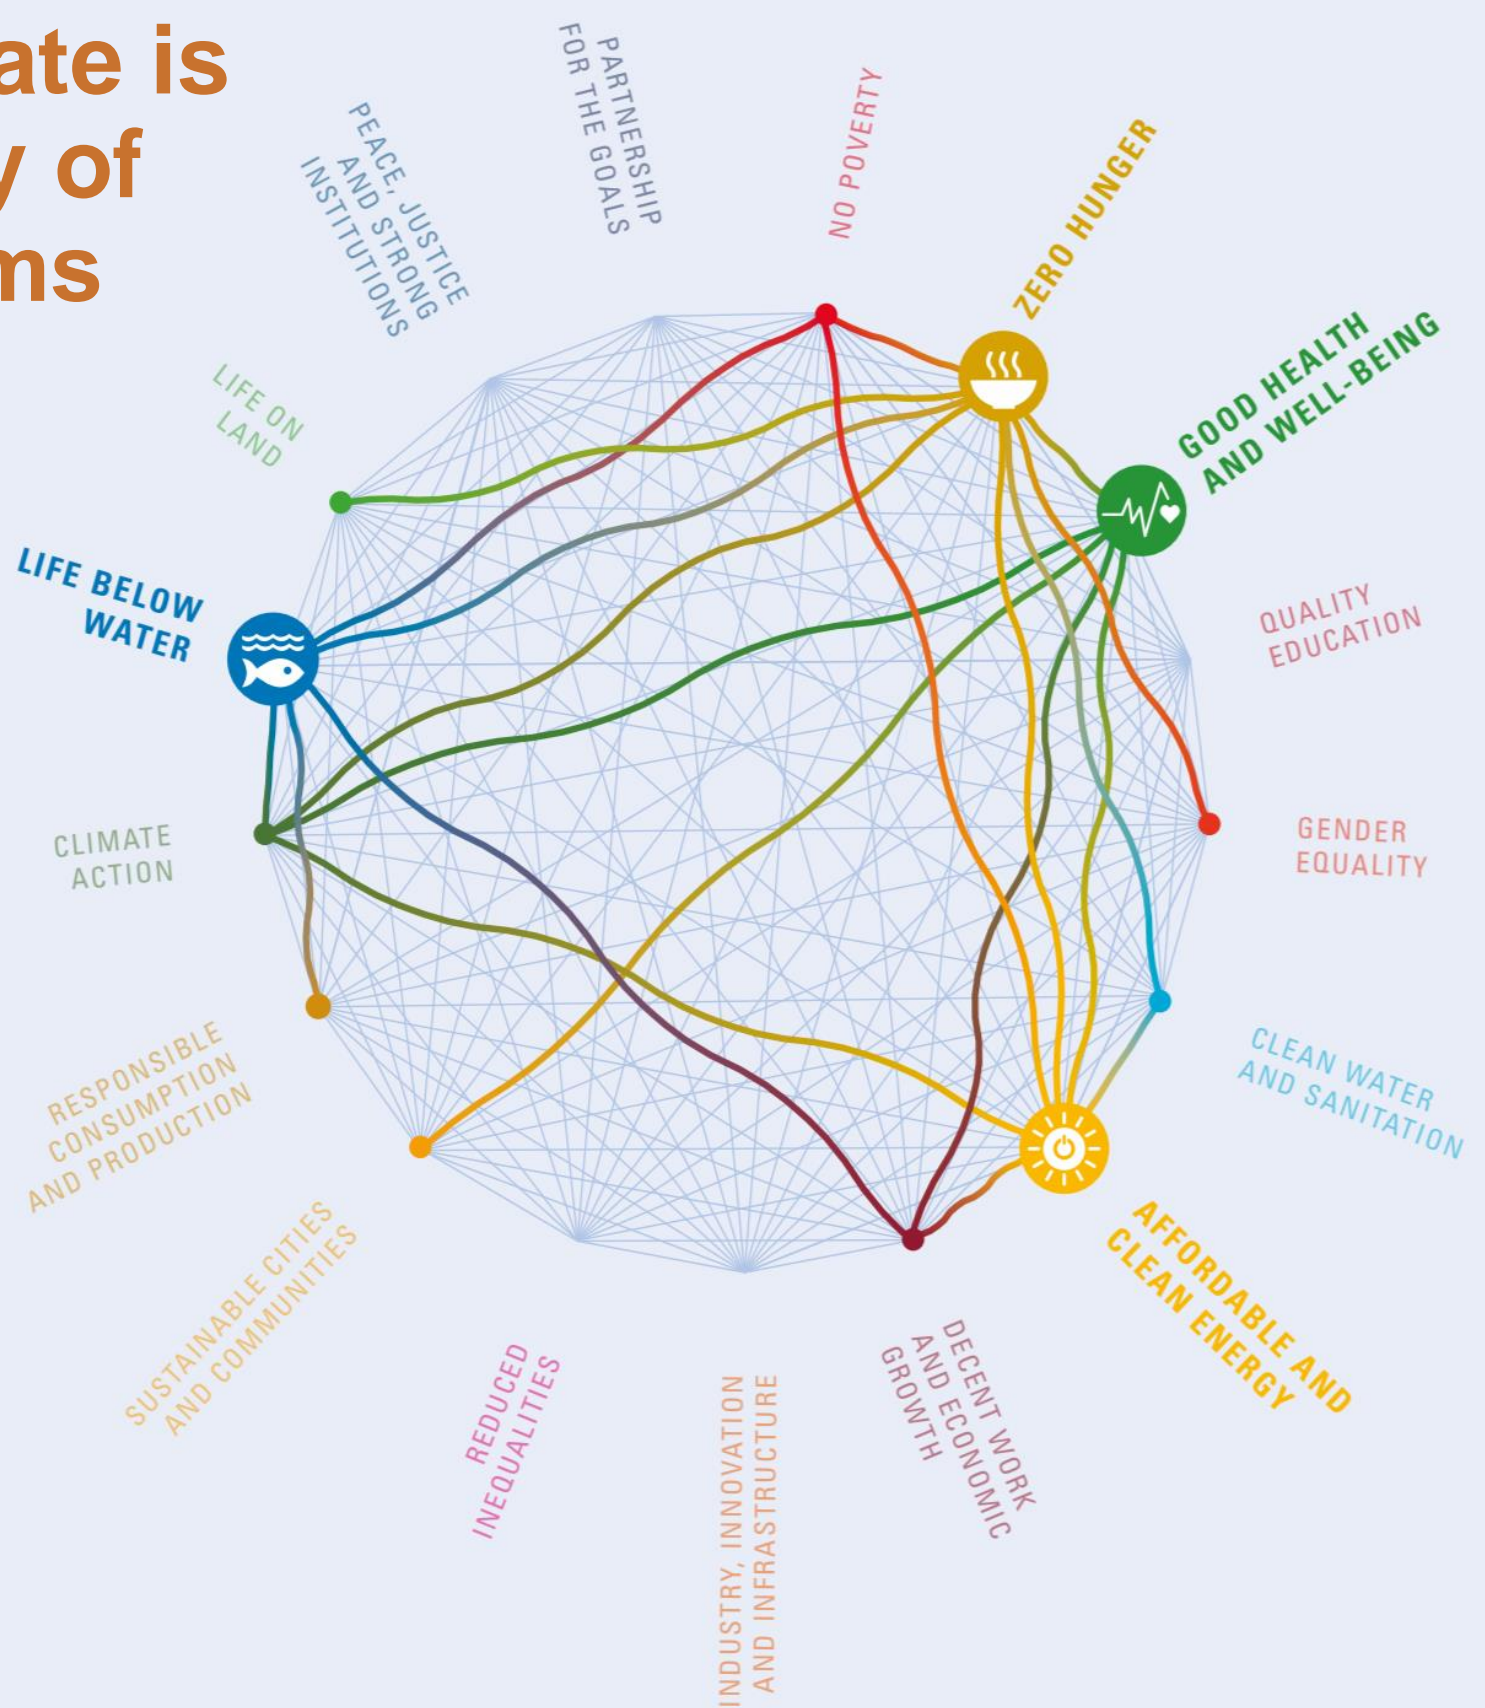 ate is
y of
ms
PARTNERSHIP
FOR THE GOALS
NO POVERTY
ZERO HUNGER
GOOD HEALTH
AND WELL-BEING
QUALITY
EDUCATION
GENDER
EQUALITY
CLEAN WATER
AND SANITATION
AFFORDABLE AND
CLEAN ENERGY
DECENT WORK
AND ECONOMIC
GROWTH
INDUSTRY, INNOVATION
AND INFRASTRUCTURE
REDUCED
INEQUALITIES
SUSTAINABLE CITIES
AND COMMUNITIES
RESPONSIBLE
CONSUMPTION
AND PRODUCTION
CLIMATE
ACTION
LIFE BELOW
WATER
LIFE ON
LAND
PEACE, JUSTICE
AND STRONG
INSTITUTIONS